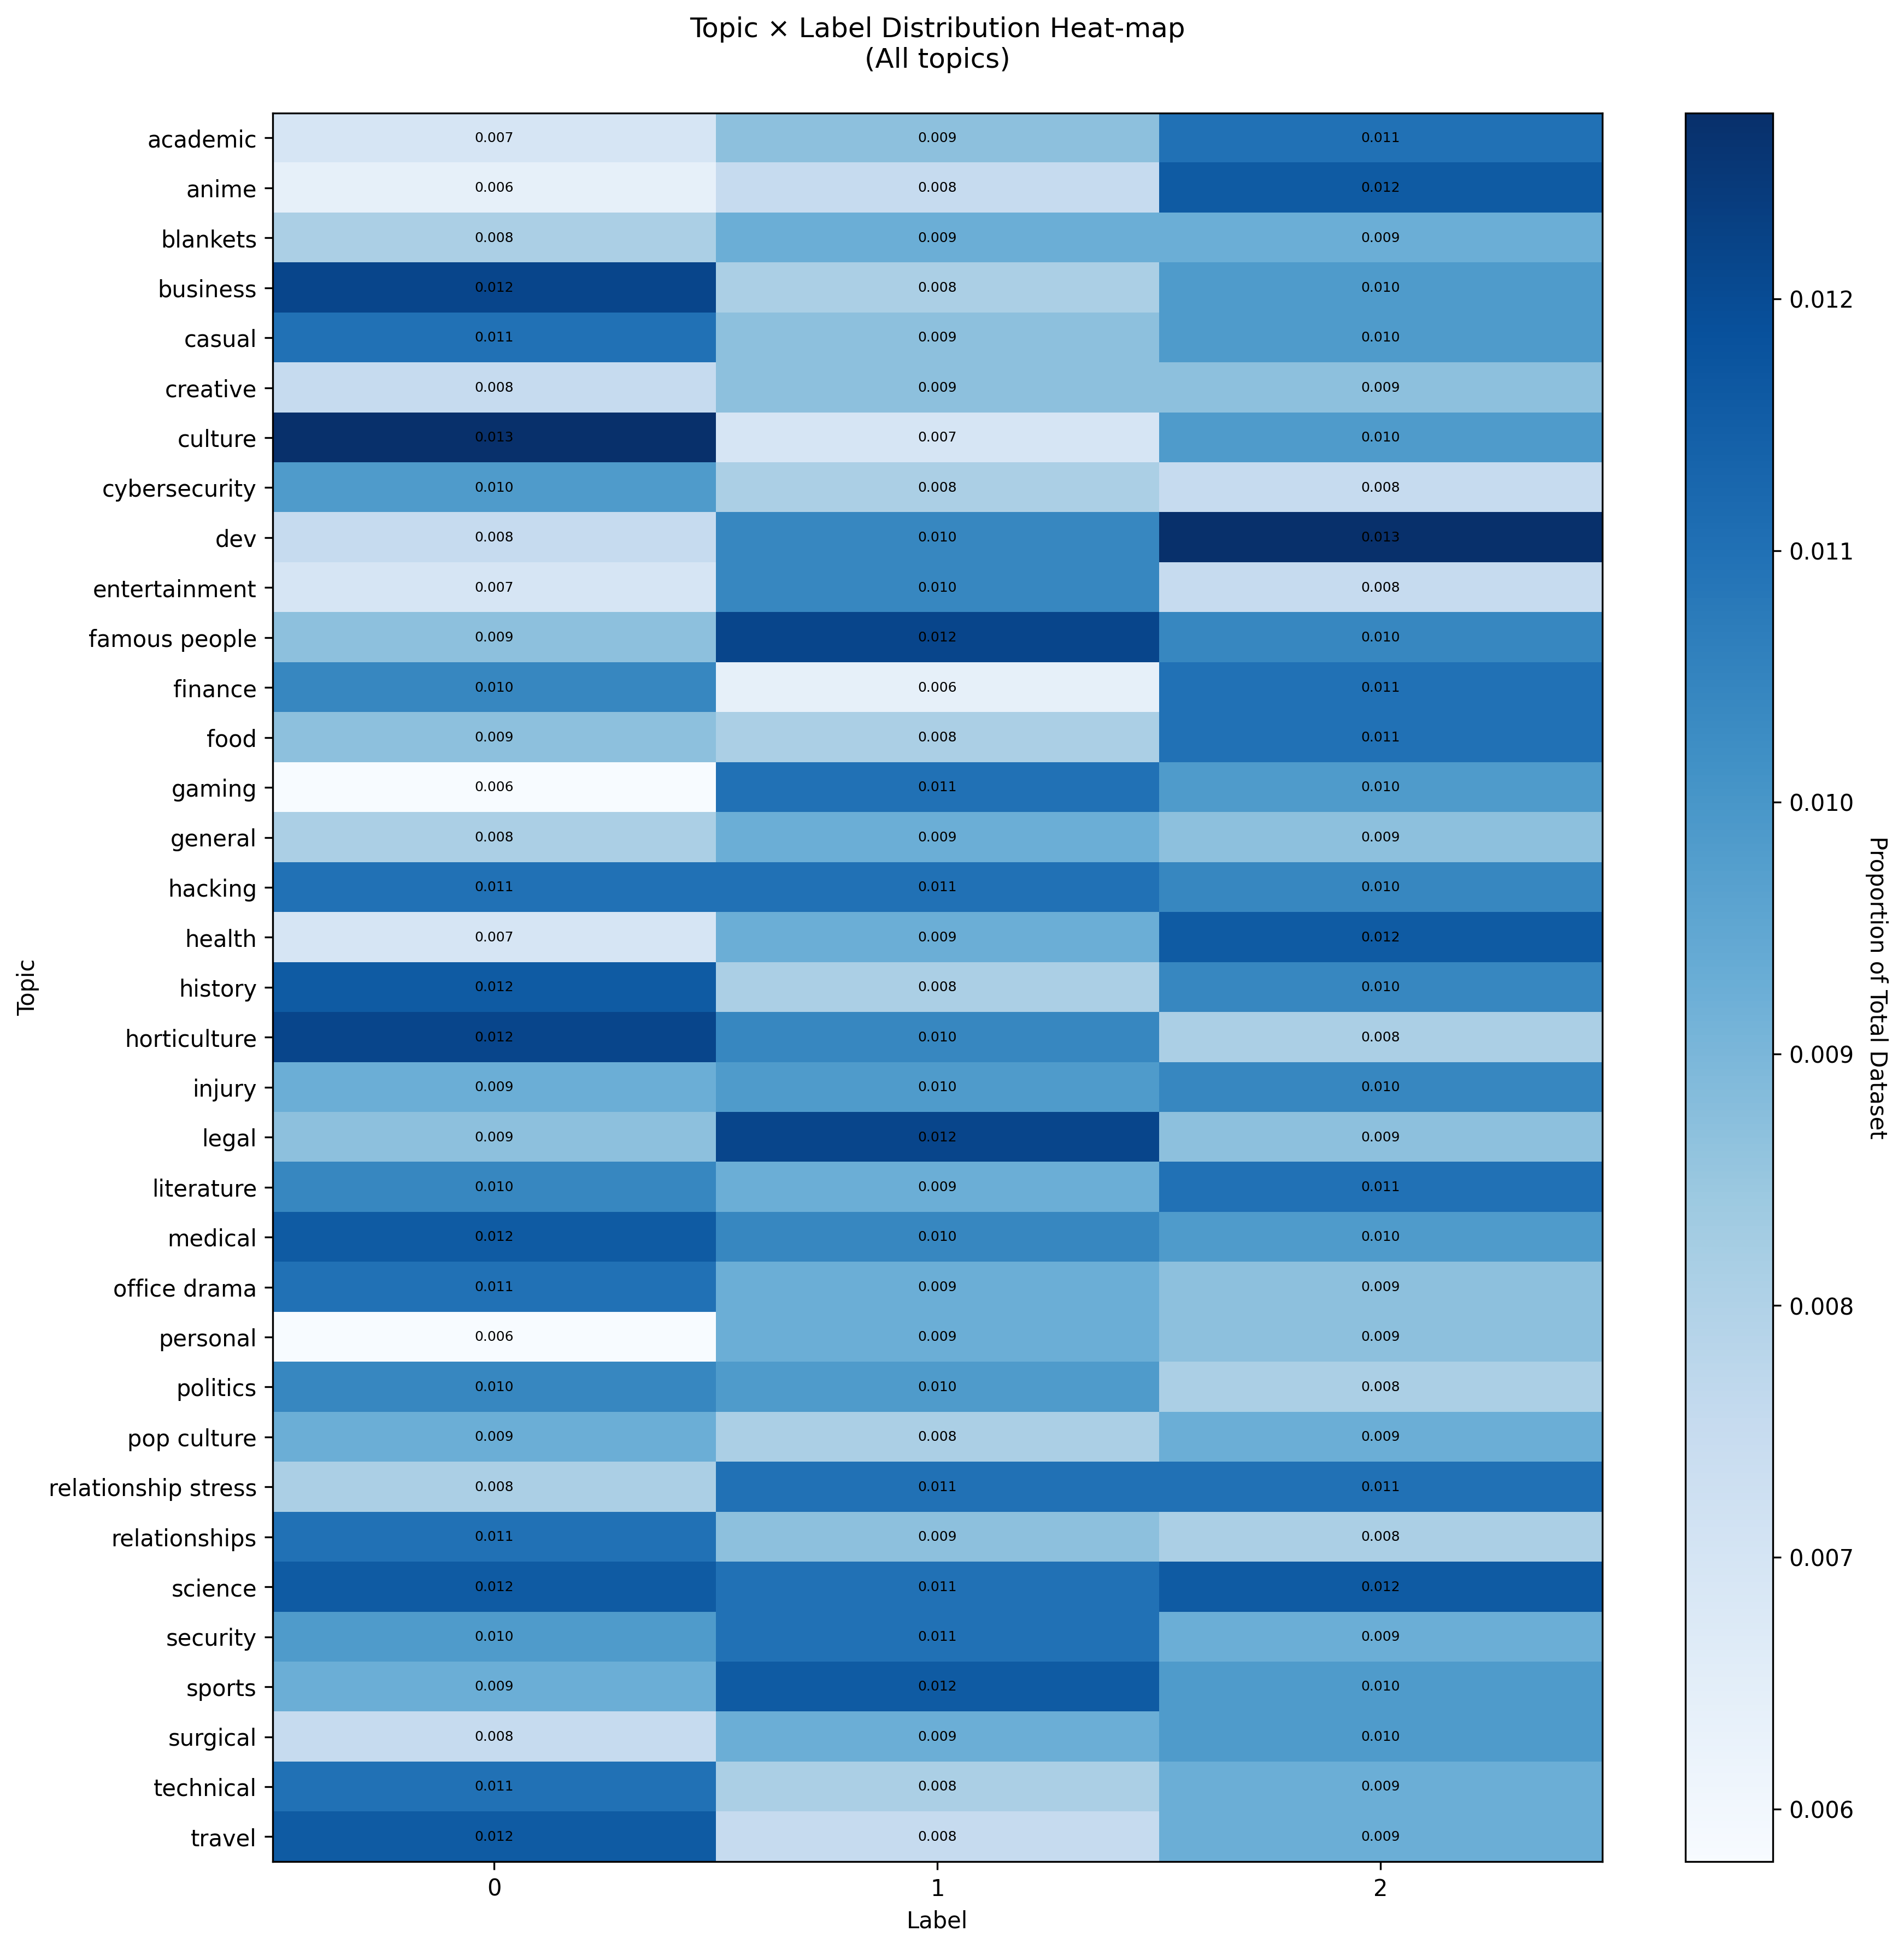 Topic × Label Distribution Heat-map
(All topics)
academic 0.007 0.009 0.011
anime 0.006 0.008 0.012
blankets 0.008 0.009 0.009
business 0.012 0.008 0.010
casual 0.011 0.009 0.010
creative 0.008 0.009 0.009
culture 0.013 0.007 0.010
cybersecurity 0.010 0.008 0.008
dev 0.008 0.010 0.013
entertainment 0.007 0.010 0.008
famous people 0.009 0.012 0.010
finance 0.010 0.006 0.011
food 0.009 0.008 0.011
gaming 0.006 0.011 0.010
general 0.008 0.009 0.009
hacking 0.011 0.011 0.010
health 0.007 0.009 0.012
history 0.012 0.008 0.010
horticulture 0.012 0.010 0.008
injury 0.009 0.010 0.010
legal 0.009 0.012 0.009
literature 0.010 0.009 0.011
medical 0.012 0.010 0.010
office drama 0.011 0.009 0.009
personal 0.006 0.009 0.009
politics 0.010 0.010 0.008
pop culture 0.009 0.008 0.009
relationship stress 0.008 0.011 0.011
relationships 0.011 0.009 0.008
science 0.012 0.011 0.012
security 0.010 0.011 0.009
sports 0.009 0.012 0.010
surgical 0.008 0.009 0.010
technical 0.011 0.008 0.009
travel 0.012 0.008 0.009
0 1 2
Label
Topic
0.012
0.011
0.010
0.009
0.008
0.007
0.006
Proportion of Total Dataset